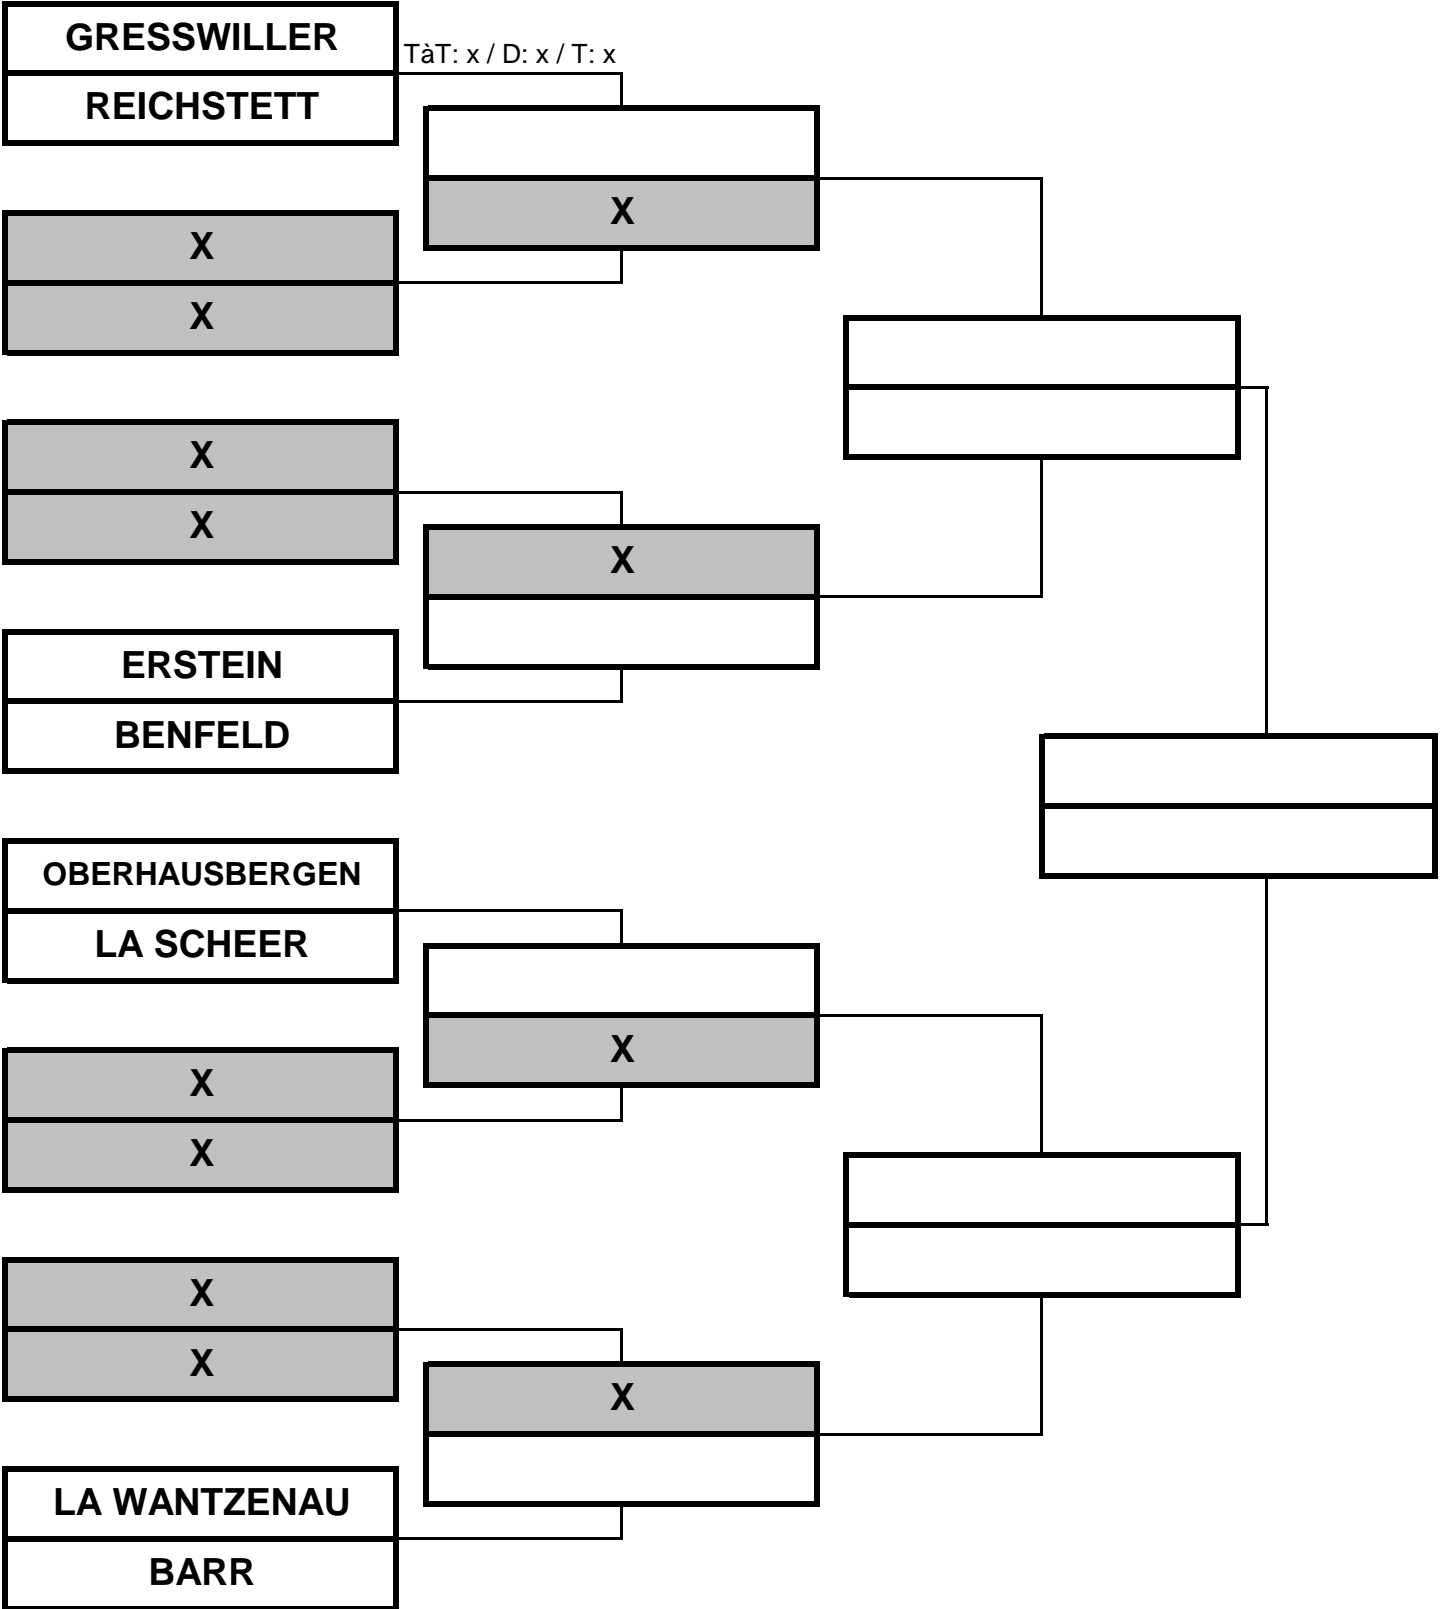 GRESSWILLER
TàT: x / D: x / T: x
REICHSTETT
X
X
X
X
X
X
ERSTEIN
BENFELD
OBERHAUSBERGEN
LA SCHEER
X
X
X
X
X
X
LA WANTZENAU
BARR